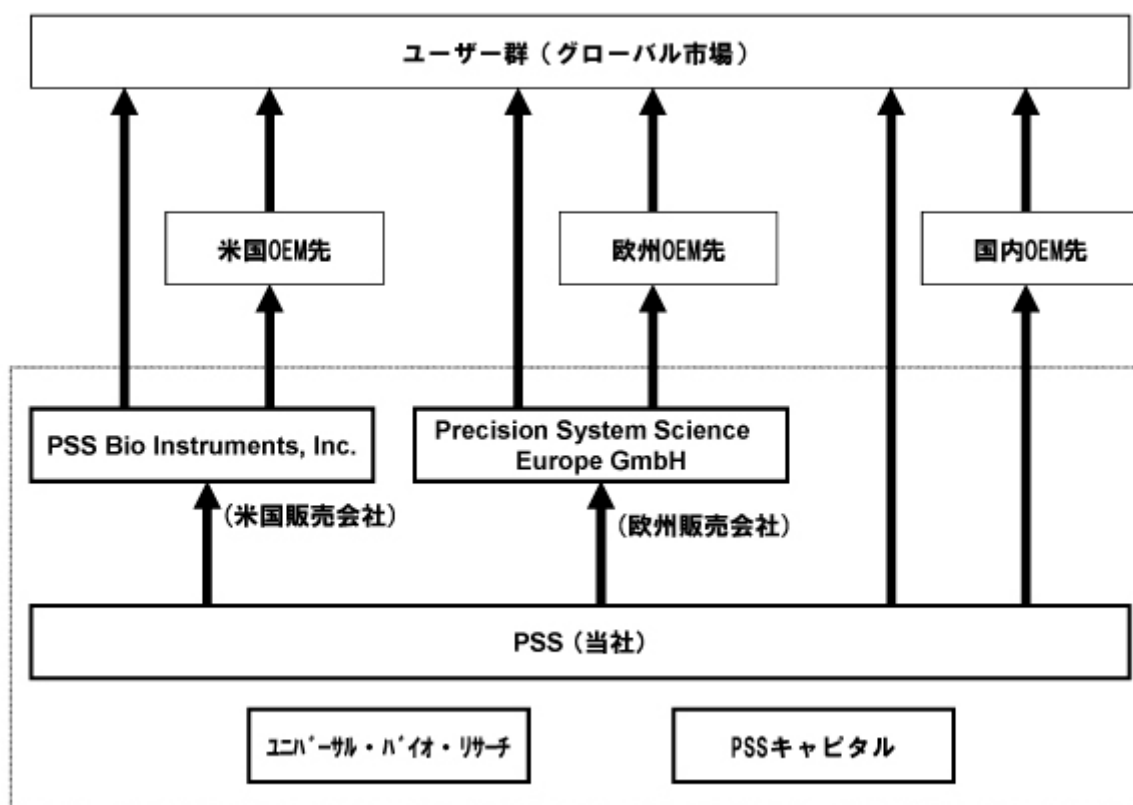 ユーザー群（グローバル市場）
米国OEM先
欧州OEM先
国内OEM先
PSS Bio Instruments, Inc.
Precision System Science
Europe GmbH
(米国販売会社)
(欧州販売会社)
PSS（当社）
ﾕﾆﾊﾞｰｻﾙ・ﾊﾞｲｵ・ﾘｻｰﾁ
PSSキャピタル